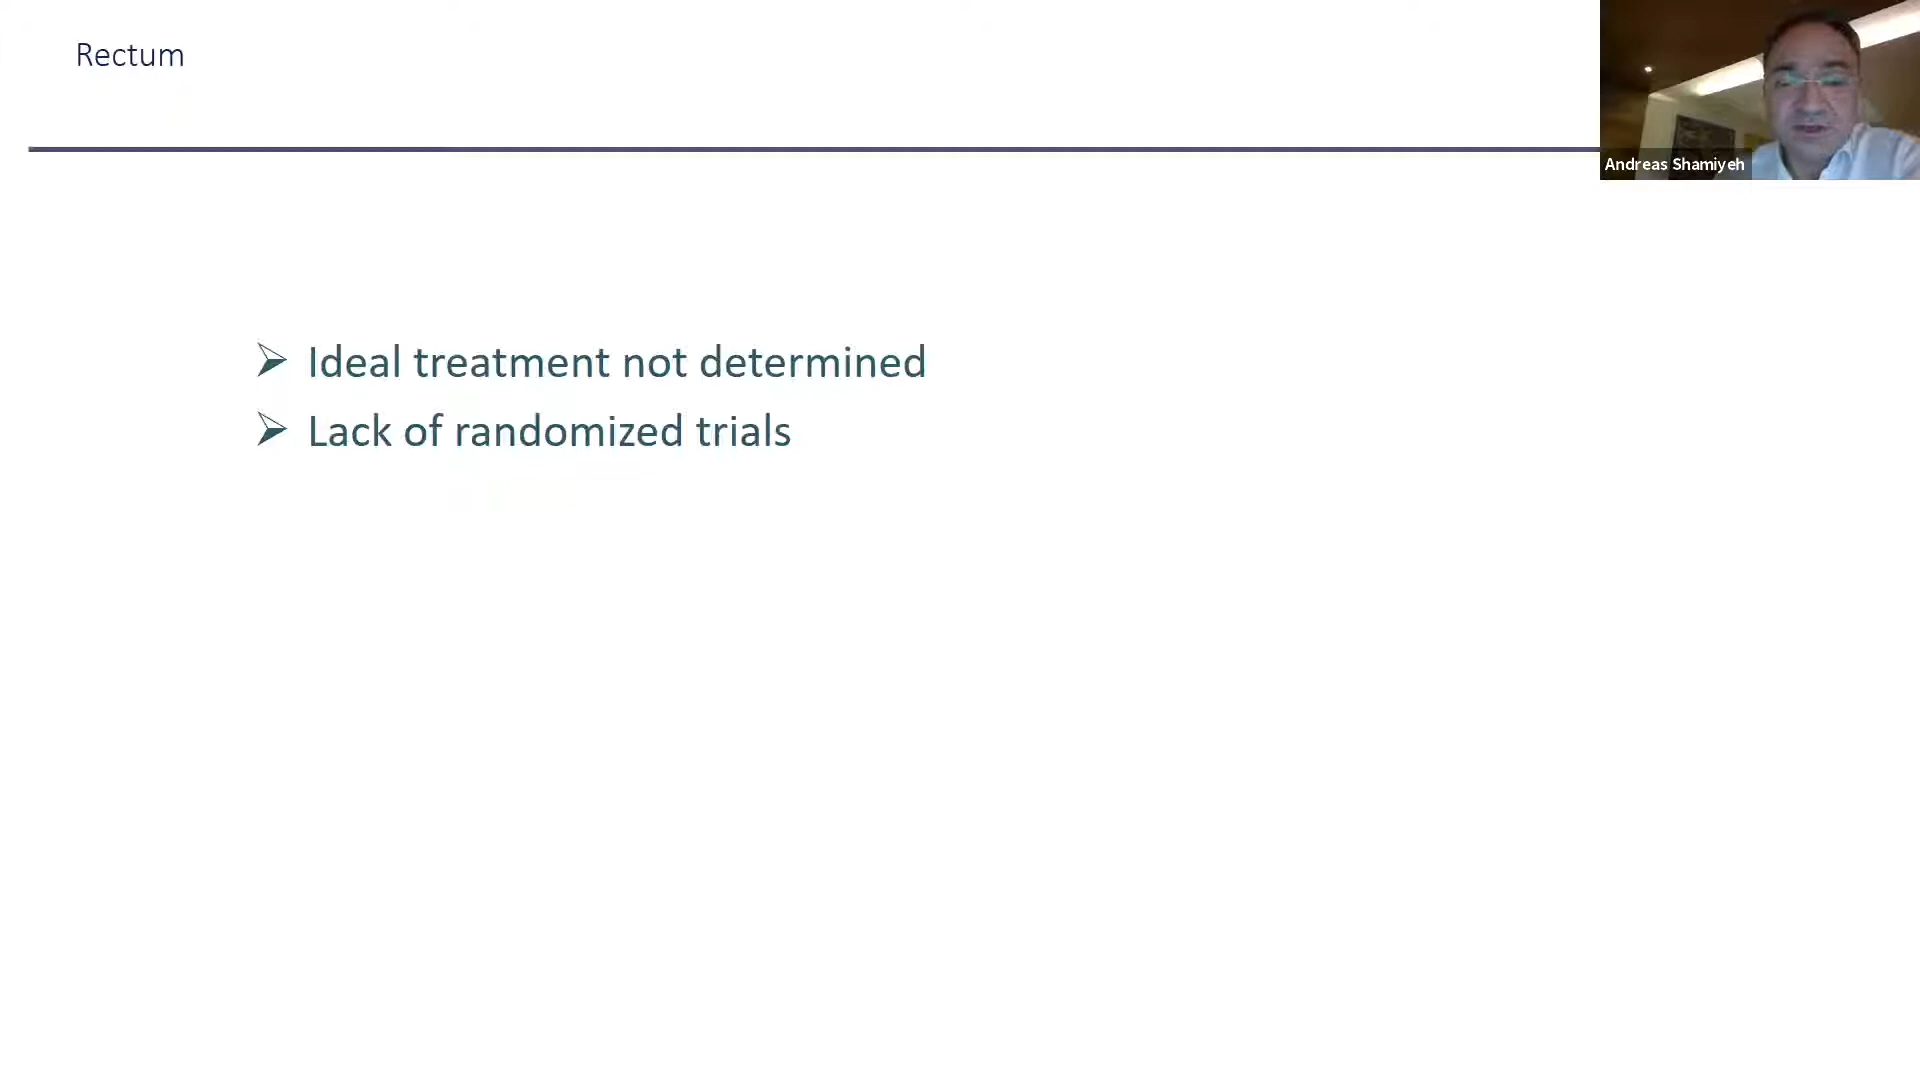 Rectum
Andreas Shamiyeh
Ideal treatment not determined
Lack of randomized trials